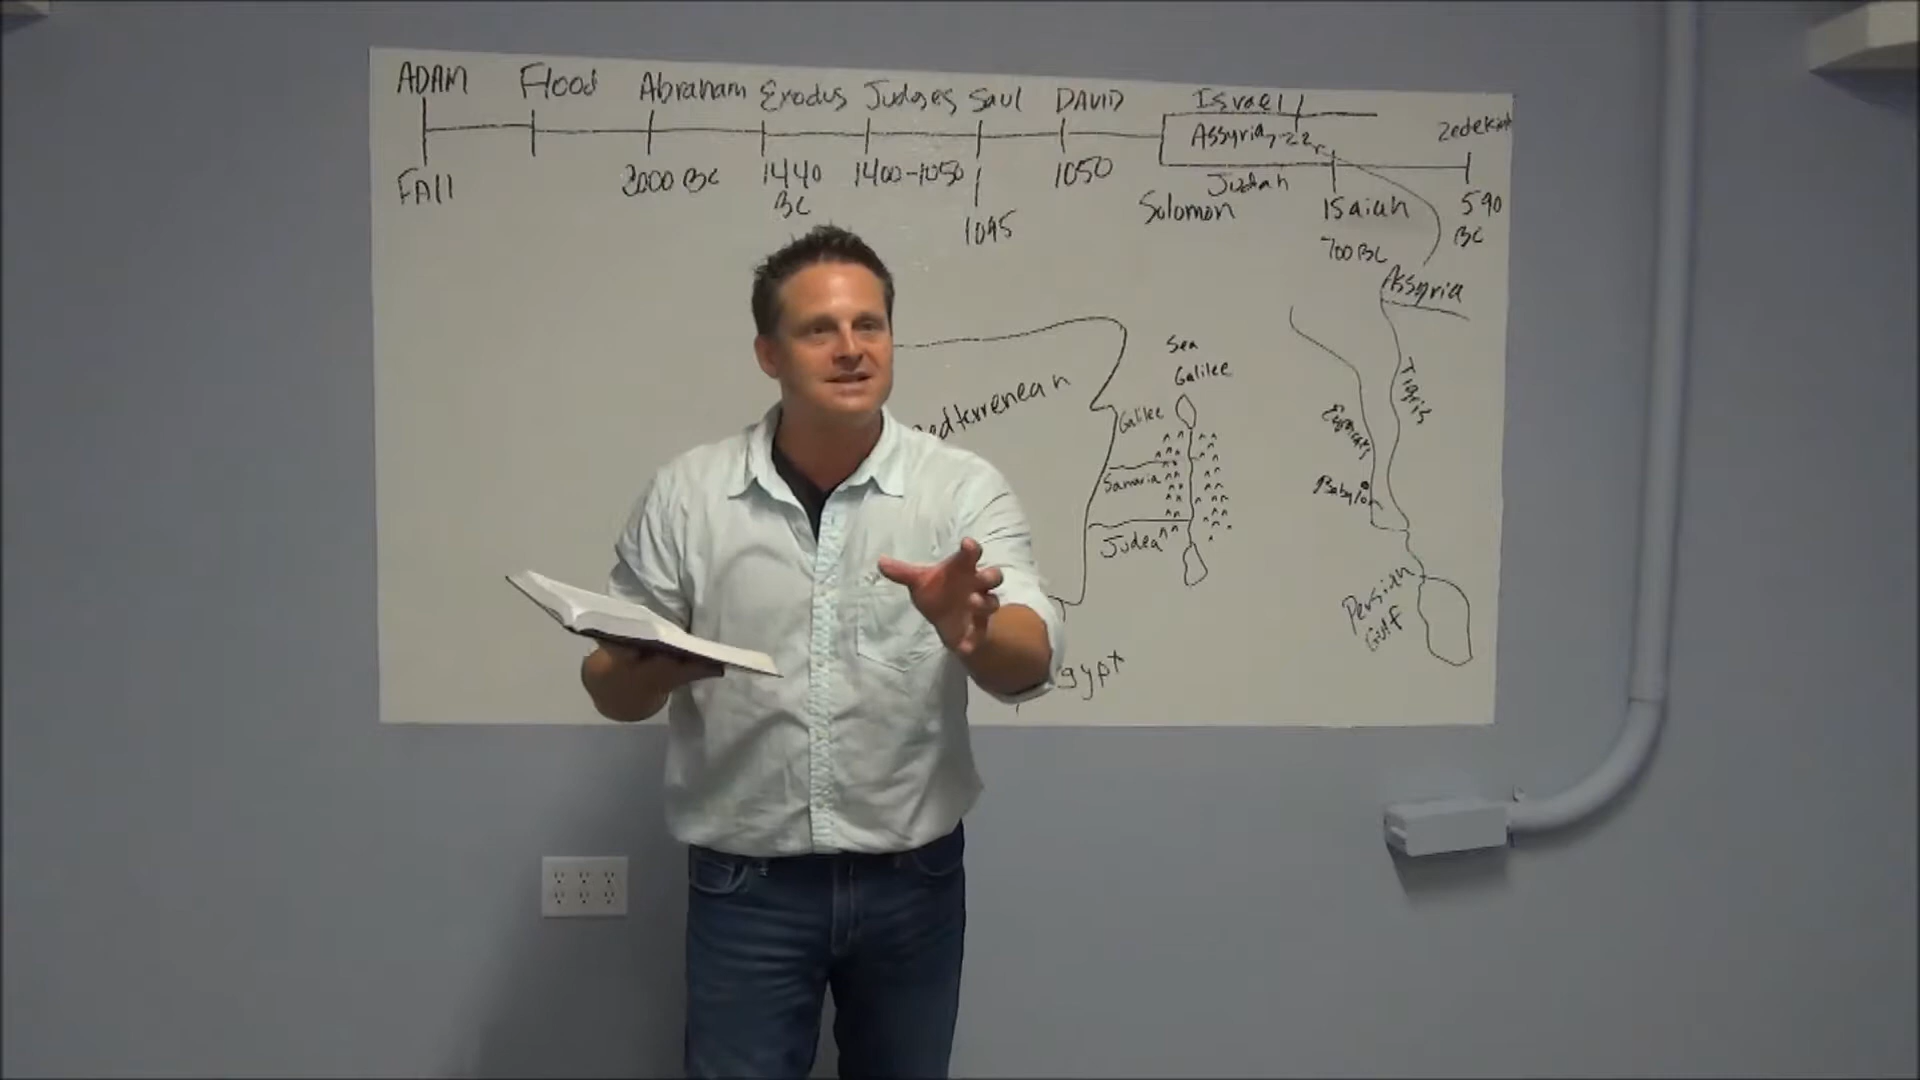 ADAM Flood Abraham Exodus Judges Saul DAVID Israel
Assyria 722 Zedekiah
FAll 2000 BC 1440 1400-1050 1050 Judah
BC 1095 Solomon ISaiah 590
700 BC BC
Assyria
Sea
Galilee
Galilee
Tigris
Samaria
Babylon
Judea
Persian
Gulf